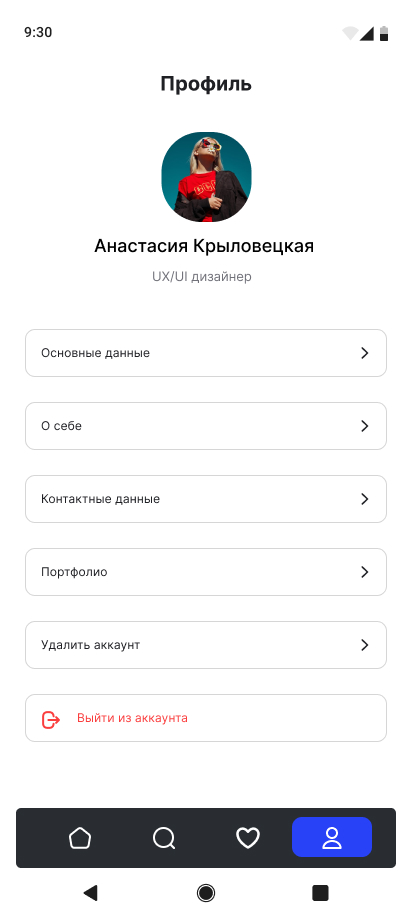 9:30
Профиль
Анастасия Крыловецкая
UX/UI дизайнер
Основные данные
О себе
Контактные данные
Портфолио
Удалить аккаунт
Выйти из аккаунта